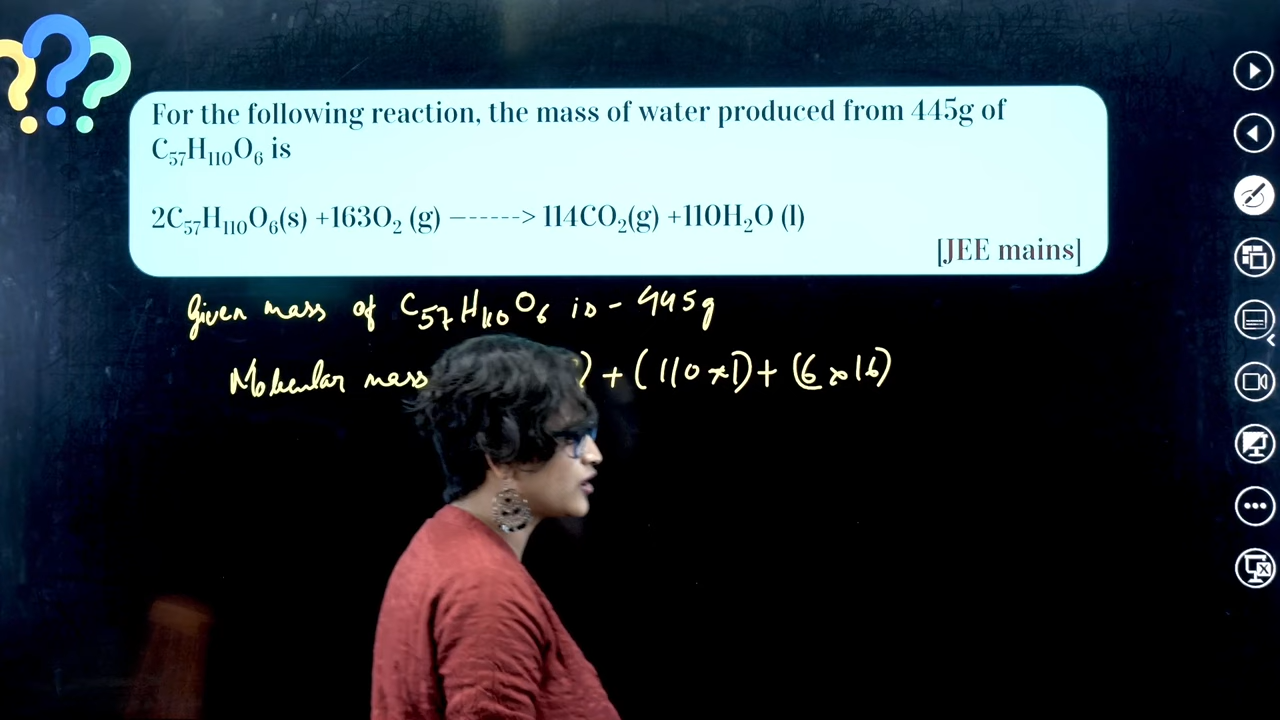 ???
For the following reaction, the mass of water produced from 445g of
C₅₇H₁₁₀O₆ is
2C₅₇H₁₁₀O₆(s) +163O₂ (g) ------> 114CO₂(g) +110H₂O (l)
[JEE mains]
Given mass of C₅₇H₁₁₀O₆ is - 445g
Molecular mass ) + (110 x 1) + (6 x 16)